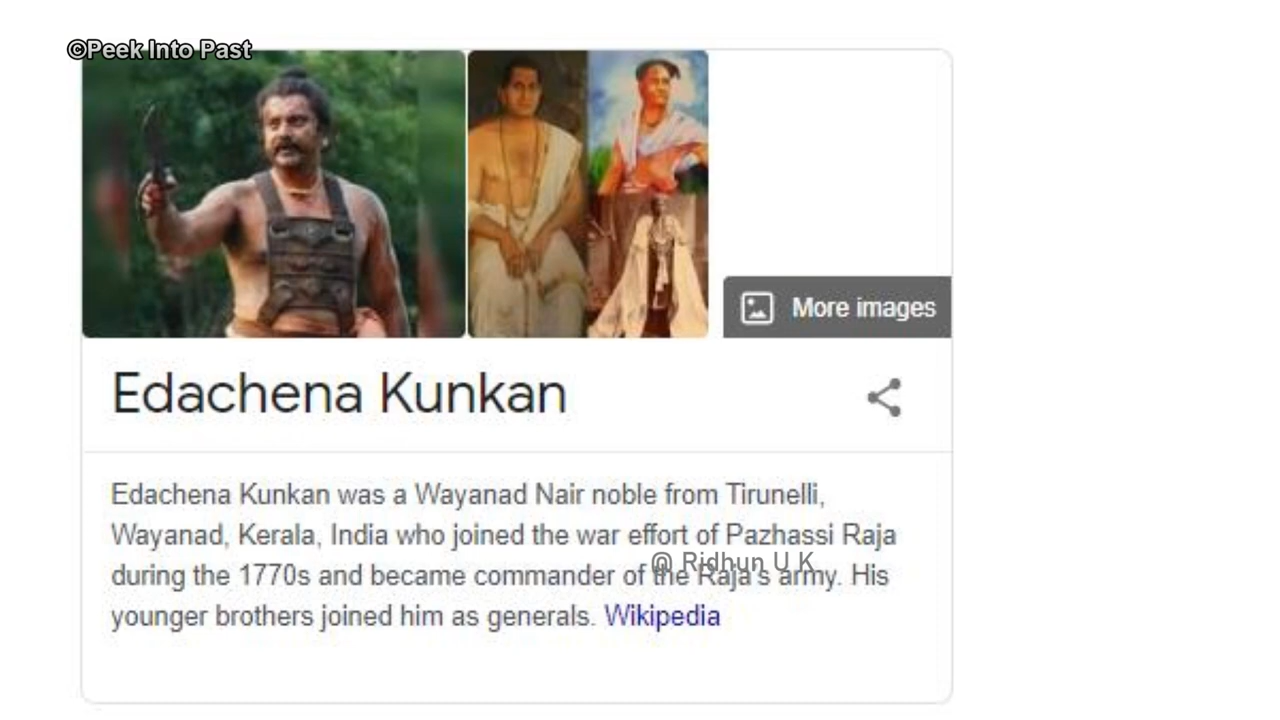 ©Peek Into Past
More images
Edachena Kunkan
Edachena Kunkan was a Wayanad Nair noble from Tirunelli,
Wayanad, Kerala, India who joined the war effort of Pazhassi Raja
@ Ridhun U K
during the 1770s and became commander of the Raja's army. His
younger brothers joined him as generals. Wikipedia